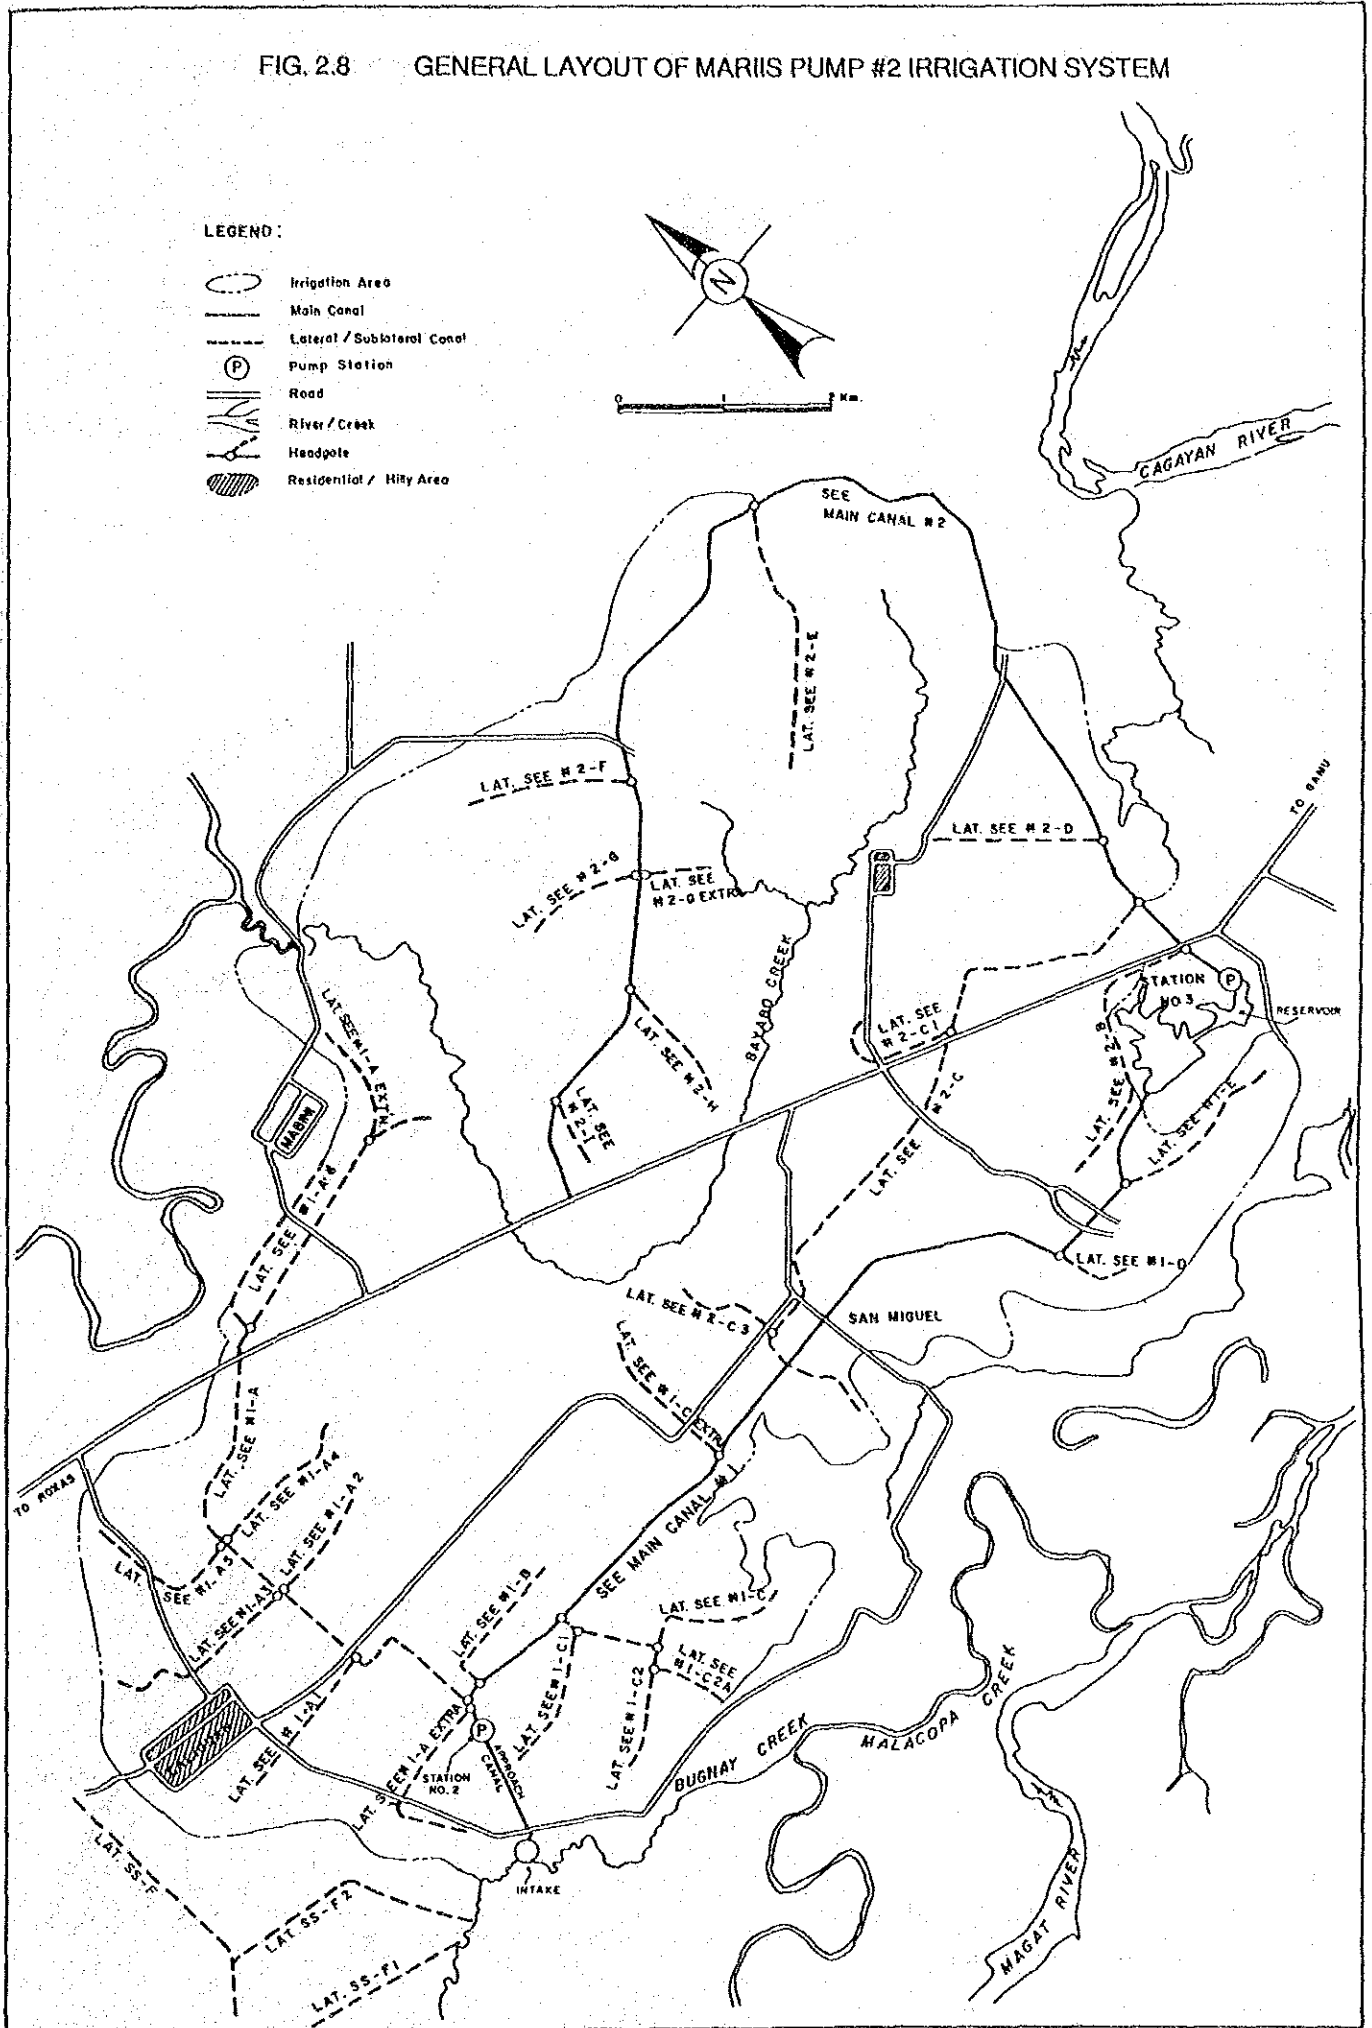 FIG. 2.8 GENERAL LAYOUT OF MARIIS PUMP #2 IRRIGATION SYSTEM
LEGEND :
Irrigation Area
Main Canal
Lateral / Sublateral Canal
P
Pump Station
Road
River / Creek
Headgate
Residential / Hilly Area
N
0 1 2 Km.
CAGAYAN RIVER
SEE
MAIN CANAL #2
LAT. SEE #2-E
LAT. SEE #2-F
LAT. SEE #2-D
TO GAMU
LAT. SEE #2-G
LAT. SEE
#2-G EXTRA
BAYABO CREEK
STATION
NO. 3
P
RESERVOIR
LAT. SEE
#2-C1
LAT. SEE #2-B
LAT. SEE #1-A EXTRA
LAT. SEE #2-H
LAT. SEE #2-C
LAT. SEE
#2-I
MABINI
LAT. SEE #1-E
LAT. SEE #1-A6
LAT. SEE #1-D
LAT. SEE #2-C3
SAN MIGUEL
LAT. SEE #1-C EXTRA
LAT. SEE #1-A
TO ROXAS
LAT. SEE #1-A4
LAT. SEE #1-A2
SEE MAIN CANAL #1
LAT. SEE #1-A5
LAT. SEE #1-A3
LAT. SEE #1-B
LAT. SEE #1-C
LAT. SEE #1-C1
LAT. SEE
#1-C2A
LAT. SEE #1-C2
LAT. SEE #1-A1
LAT. SEE #1-A EXTRA
P
STATION
NO. 2
APPROACH
CANAL
BUGNAY CREEK
MALACOPA CREEK
INTAKE
LAT. SS-F
LAT. SS-F2
LAT. SS-F1
MAGAT RIVER